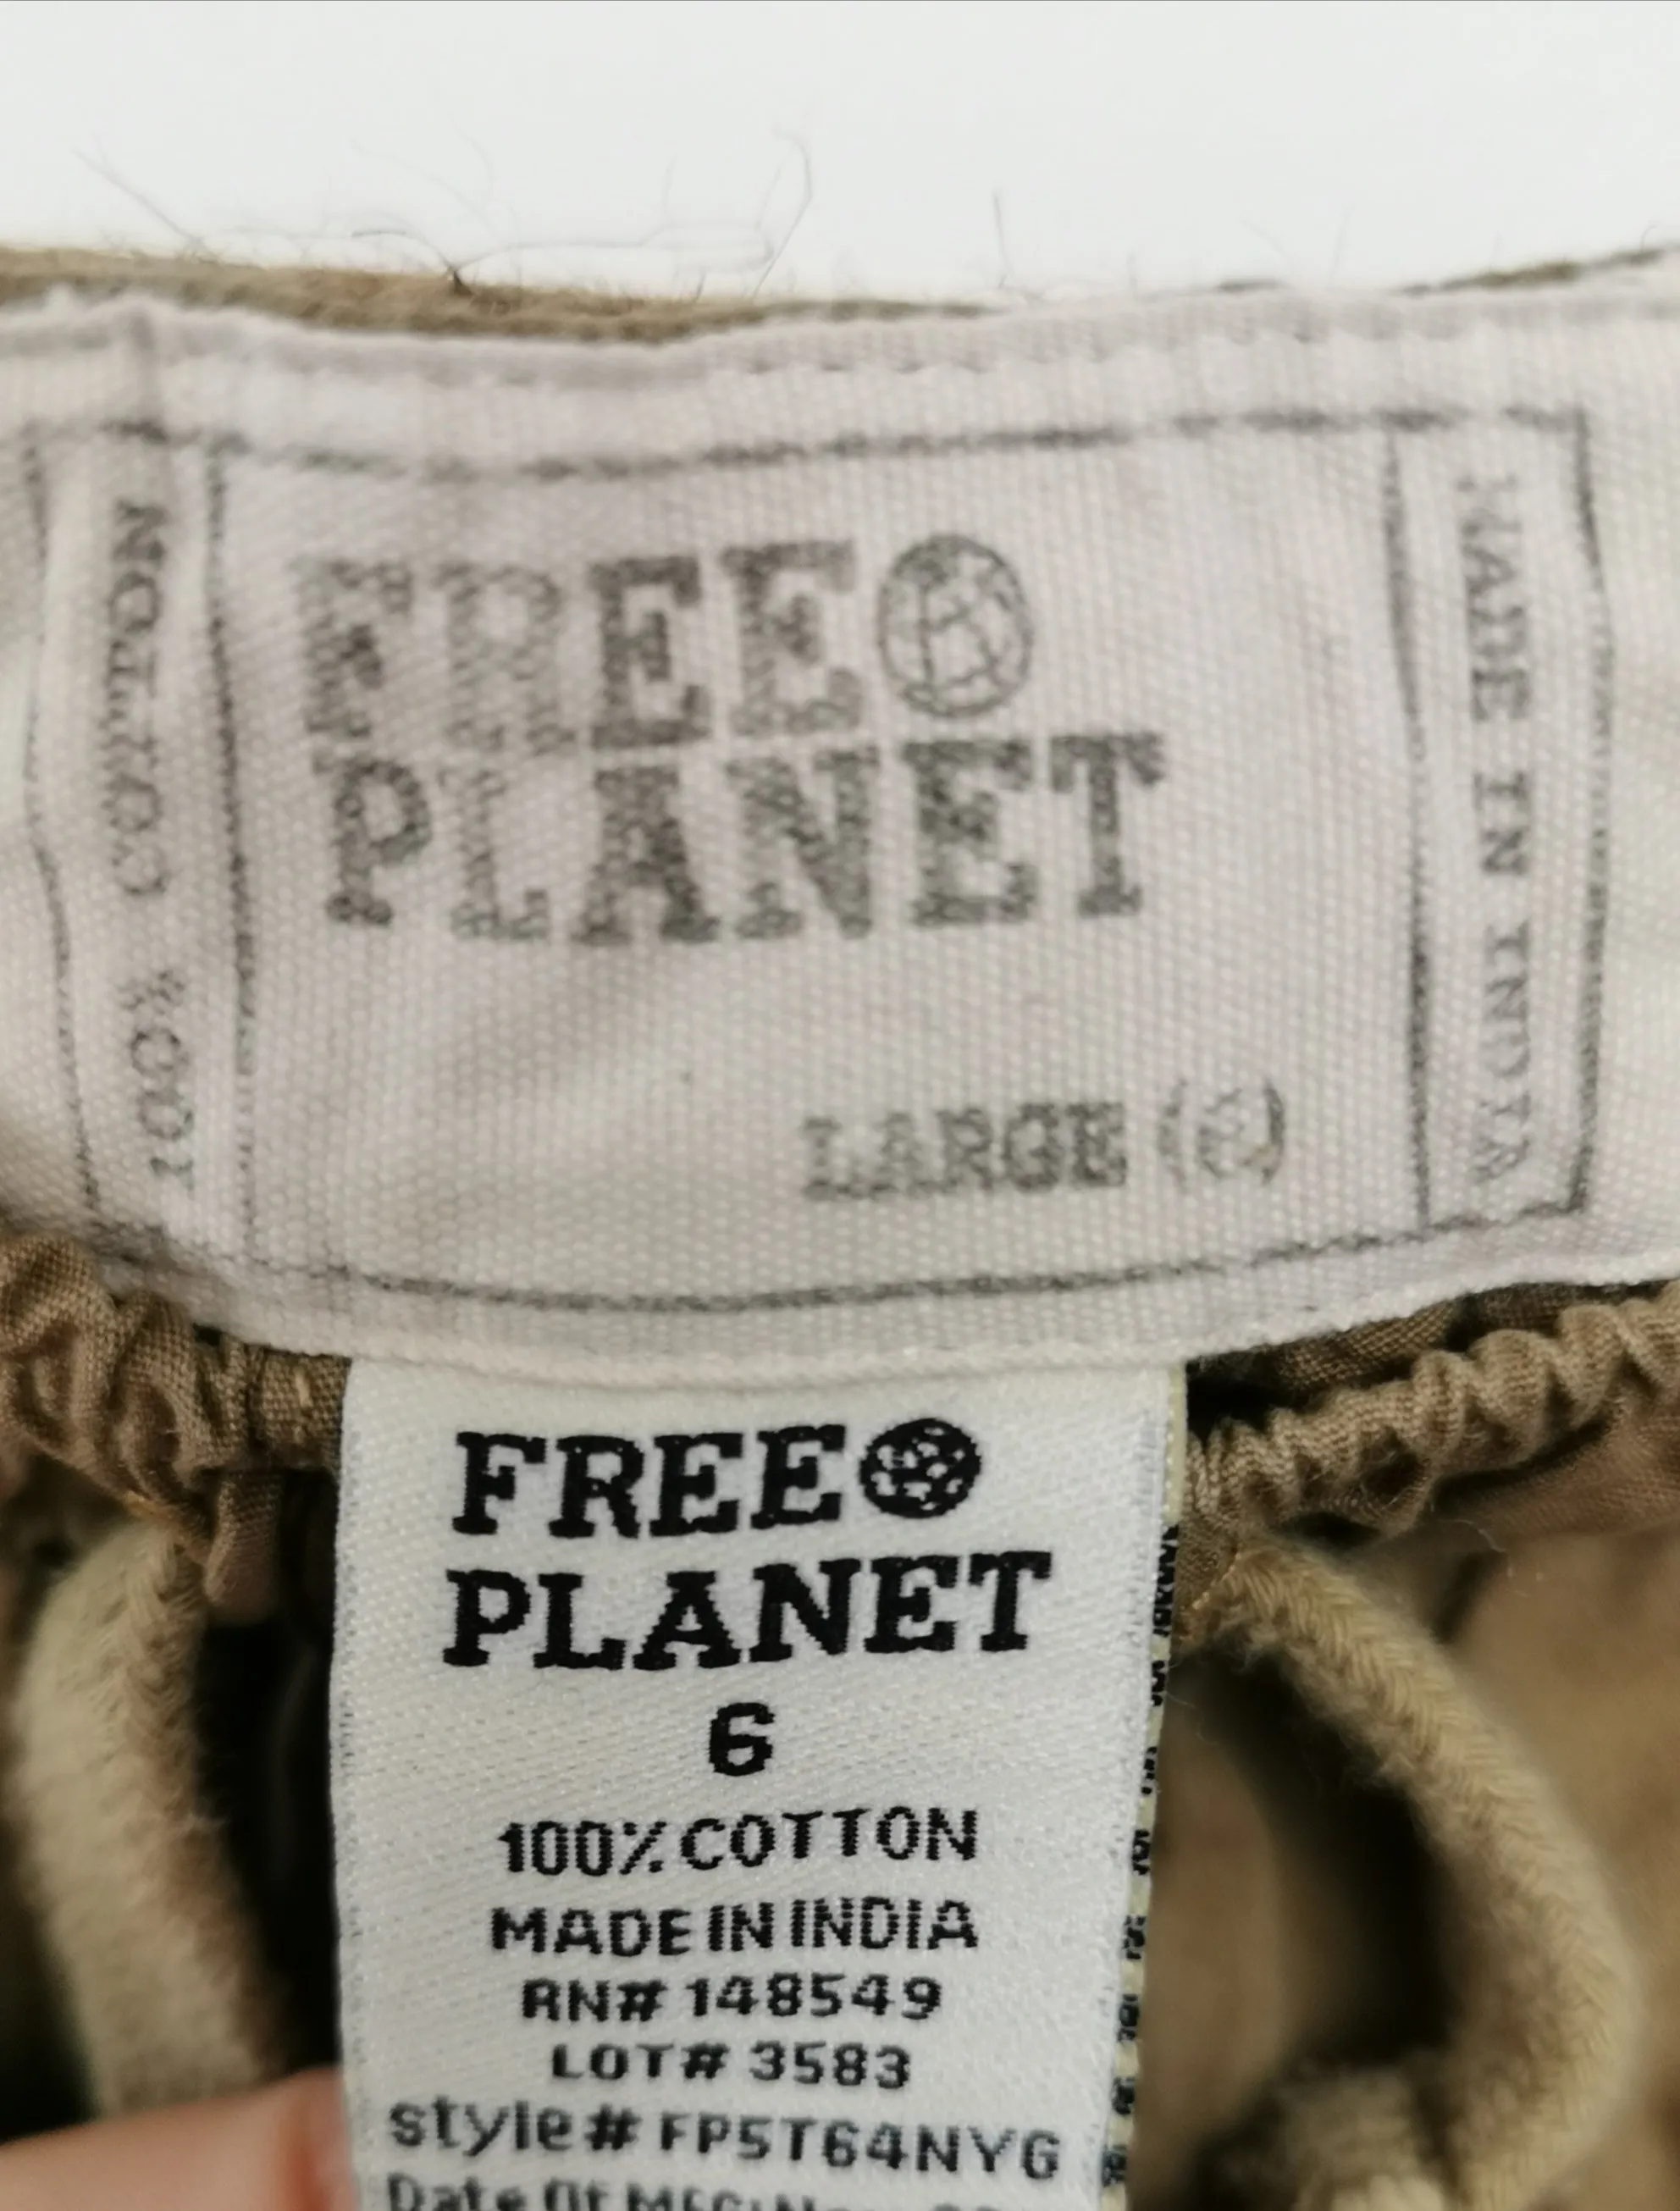 100% COTTON
FREE
PLANET
LARGE
MADE IN INDIA
FREE
PLANET
6
100% COTTON
MADE IN INDIA
RN# 148549
LOT# 3583
style# FP5T64NYG